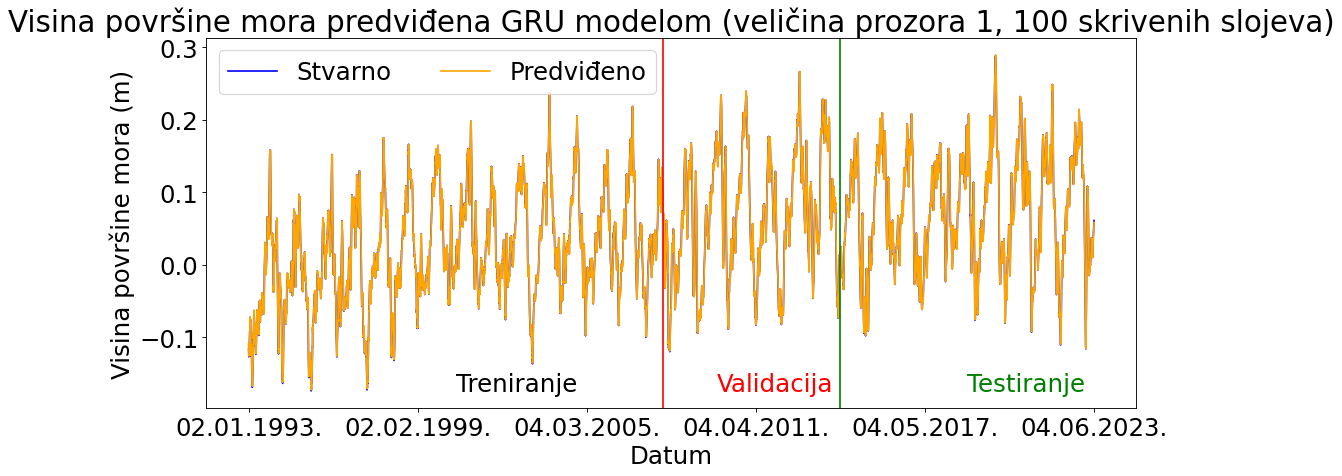 Visina površine mora predviđena GRU modelom (veličina prozora 1, 100 skrivenih slojeva)
Stvarno
Predviđeno
Visina površine mora (m)
0.3
0.2
0.1
0.0
−0.1
Treniranje
Validacija
Testiranje
02.01.1993.
02.02.1999.
04.03.2005.
04.04.2011.
04.05.2017.
04.06.2023.
Datum